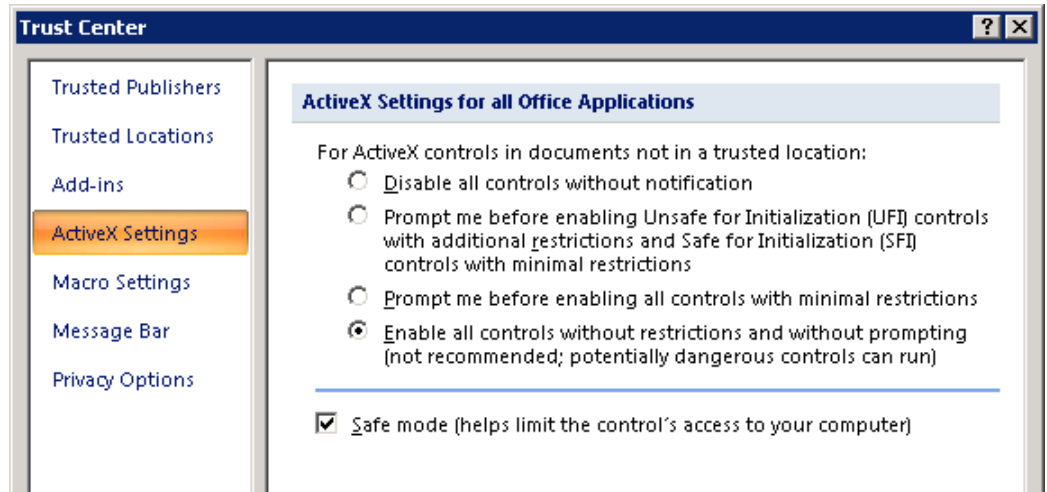 Trust Center
Trusted Publishers
Trusted Locations
Add-ins
ActiveX Settings
Macro Settings
Message Bar
Privacy Options
ActiveX Settings for all Office Applications
For ActiveX controls in documents not in a trusted location:
Disable all controls without notification
Prompt me before enabling Unsafe for Initialization (UFI) controls
with additional restrictions and Safe for Initialization (SFI)
controls with minimal restrictions
Prompt me before enabling all controls with minimal restrictions
Enable all controls without restrictions and without prompting
(not recommended; potentially dangerous controls can run)
Safe mode (helps limit the control's access to your computer)